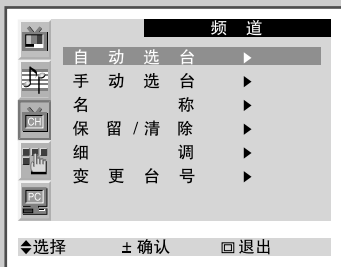 频 道
自 动 选 台 ▶
手 动 选 台 ▶
名 称 ▶
保 留 / 清 除 ▶
细 调 ▶
变 更 台 号 ▶
CH
PC
◆选择 ± 确认 回 退出